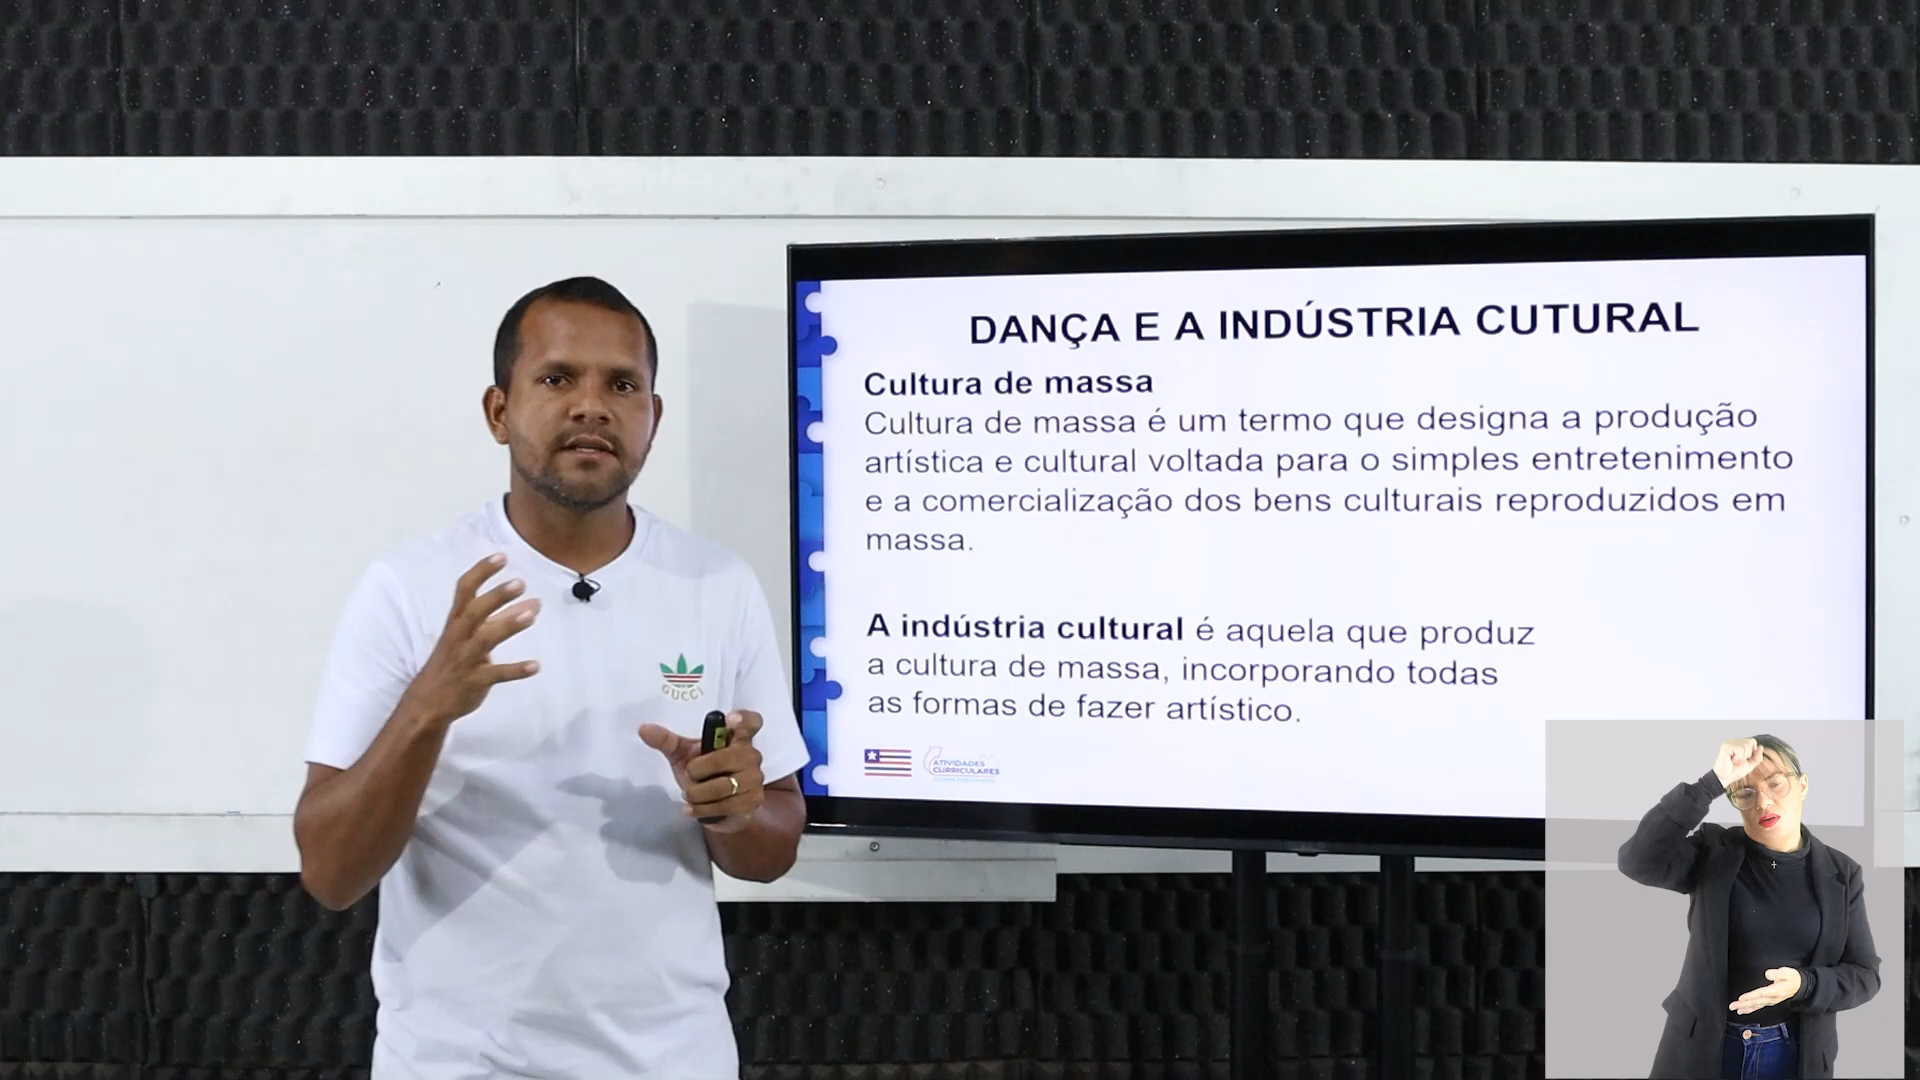 DANÇA E A INDÚSTRIA CUTURAL
Cultura de massa
Cultura de massa é um termo que designa a produção
artística e cultural voltada para o simples entretenimento
e a comercialização dos bens culturais reproduzidos em
massa.
A indústria cultural é aquela que produz
a cultura de massa, incorporando todas
as formas de fazer artístico.
ATIVIDADES
CURRICULARES
GUCCI